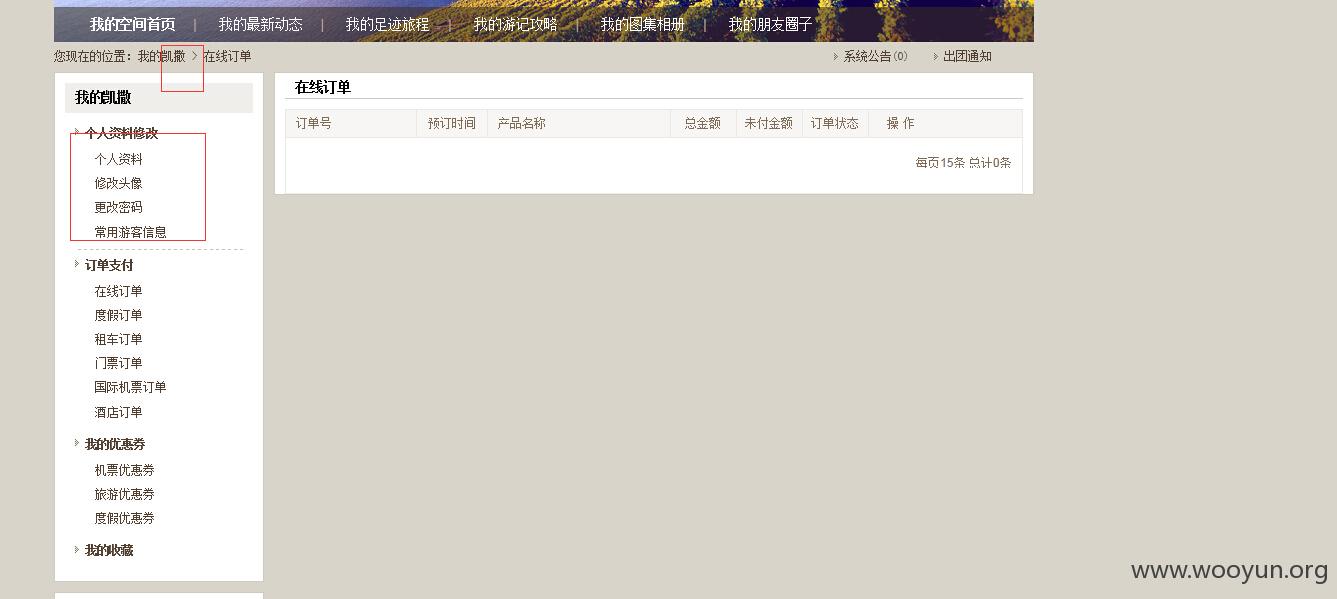 我的空间首页 | 我的最新动态 | 我的足迹旅程 | 我的游记攻略 | 我的图集相册 | 我的朋友圈子
您现在的位置：我的凯撒 > 在线订单
系统公告(0) 出团通知
我的凯撒
个人资料修改
个人资料
修改头像
更改密码
常用游客信息
订单支付
在线订单
度假订单
租车订单
门票订单
国际机票订单
酒店订单
我的优惠券
机票优惠券
旅游优惠券
度假优惠券
我的收藏
在线订单
订单号 预订时间 产品名称 总金额 未付金额 订单状态 操 作
每页15条 总计0条
www.wooyun.org